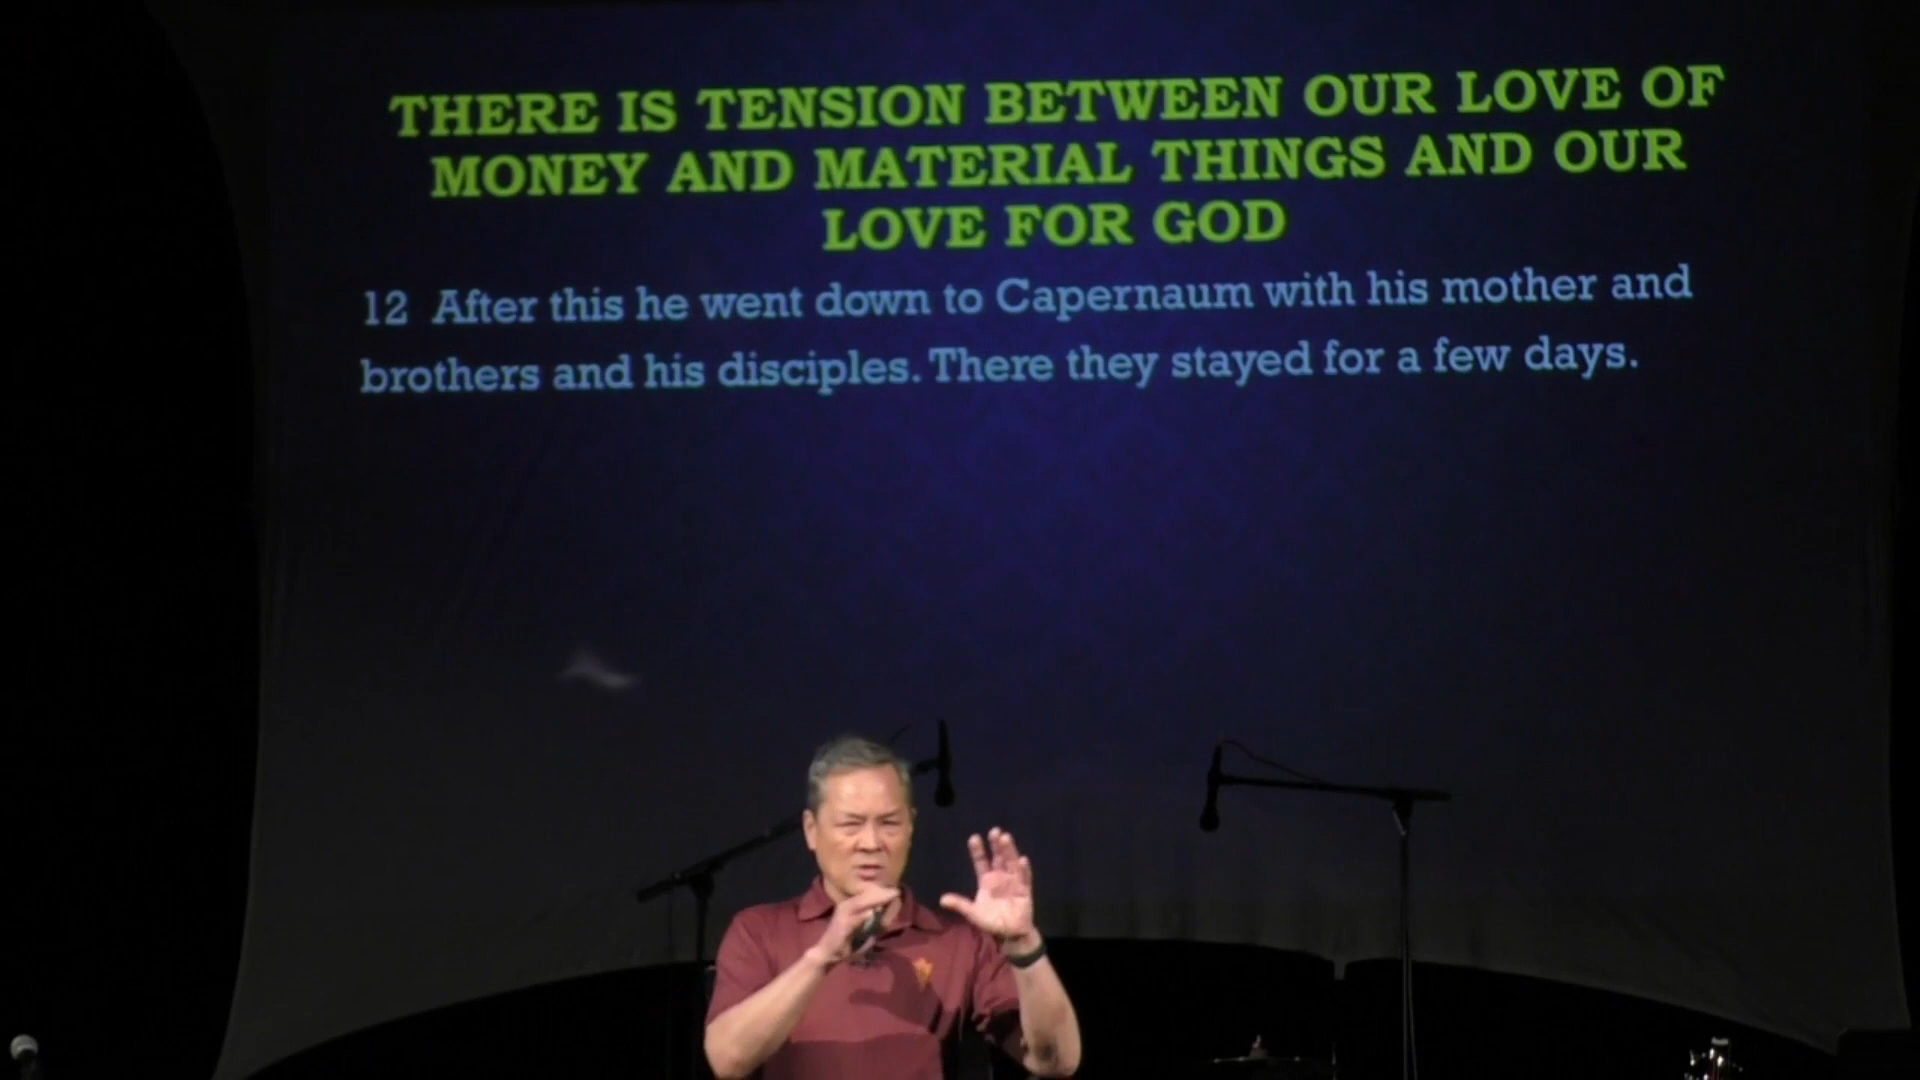 THERE IS TENSION BETWEEN OUR LOVE OF
MONEY AND MATERIAL THINGS AND OUR
LOVE FOR GOD
12 After this he went down to Capernaum with his mother and
brothers and his disciples. There they stayed for a few days.